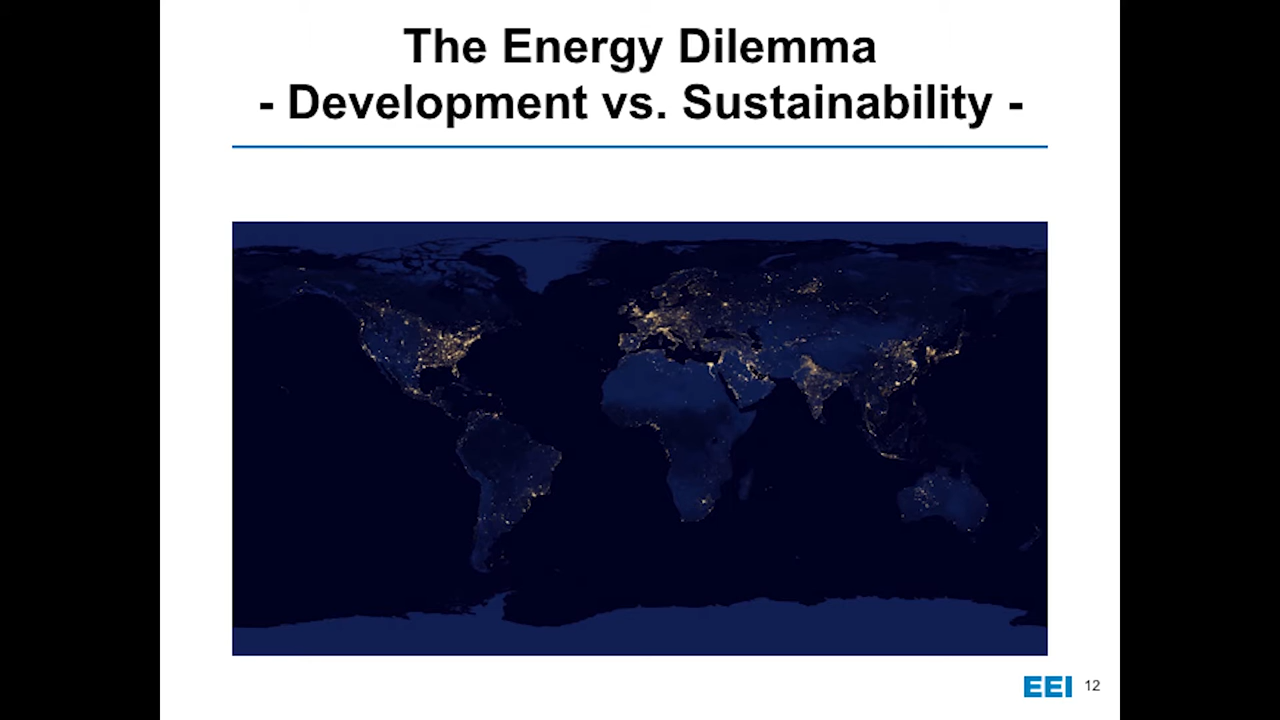 The Energy Dilemma
- Development vs. Sustainability -
EEI 12